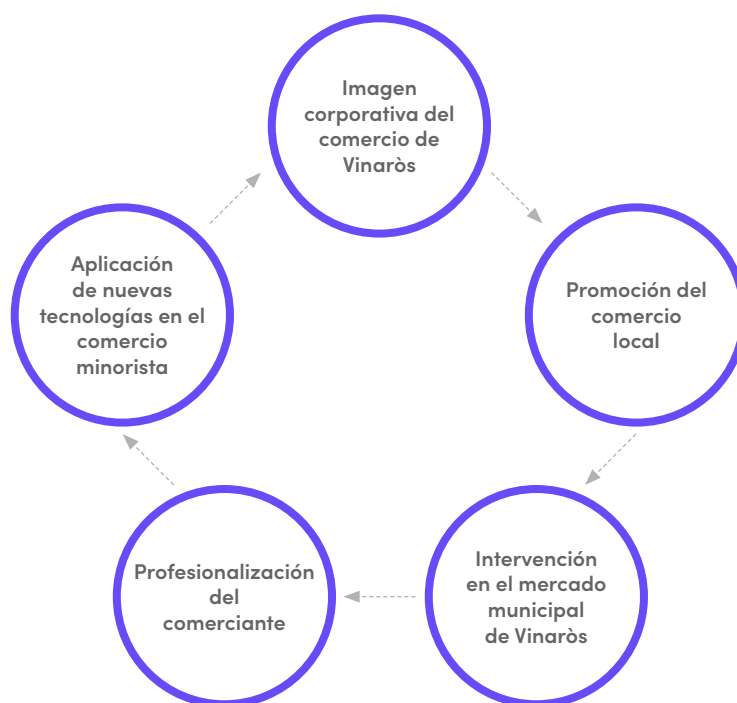 Imagen
corporativa del
comercio de
Vinaròs
Promoción del
comercio
local
Intervención
en el mercado
municipal
de Vinaròs
Profesionalización
del
comerciante
Aplicación
de nuevas
tecnologías en el
comercio
minorista